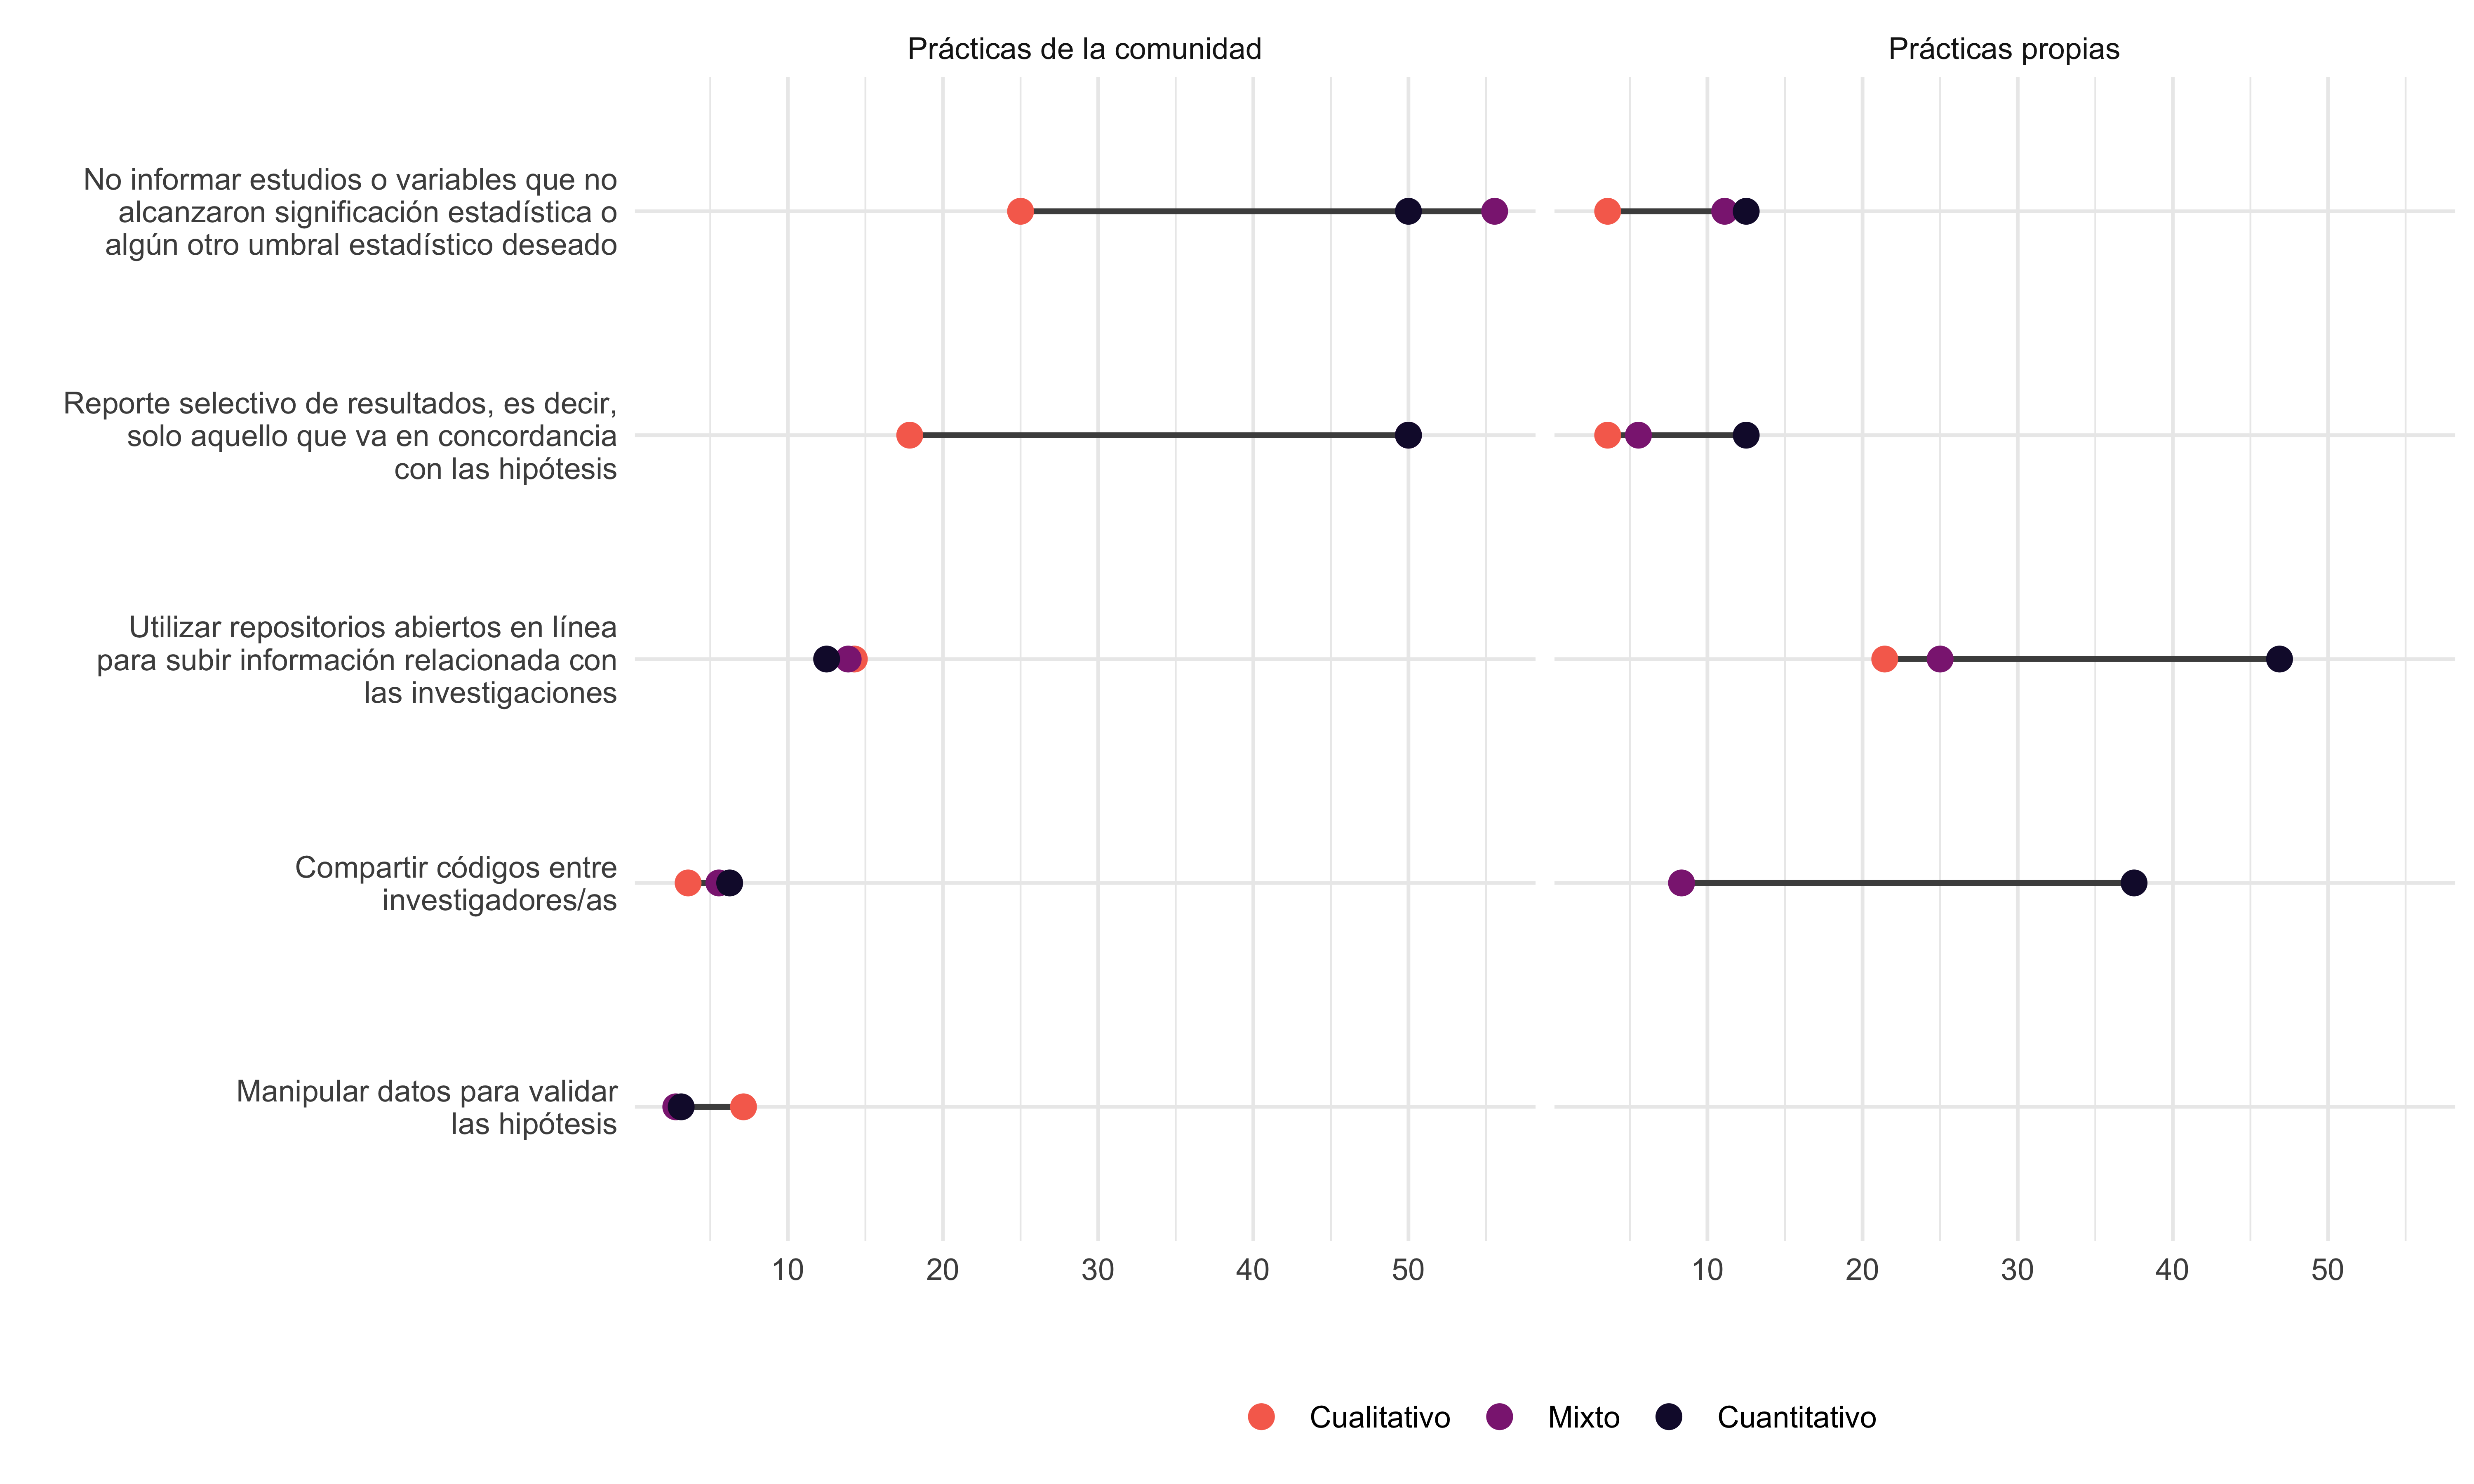 Prácticas de la comunidad
Prácticas propias
No informar estudios o variables que no
alcanzaron significación estadística o
algún otro umbral estadístico deseado
Reporte selectivo de resultados, es decir,
solo aquello que va en concordancia
con las hipótesis
Utilizar repositorios abiertos en línea
para subir información relacionada con
las investigaciones
Compartir códigos entre
investigadores/as
Manipular datos para validar
las hipótesis
10 20 30 40 50
10 20 30 40 50
Cualitativo Mixto Cuantitativo